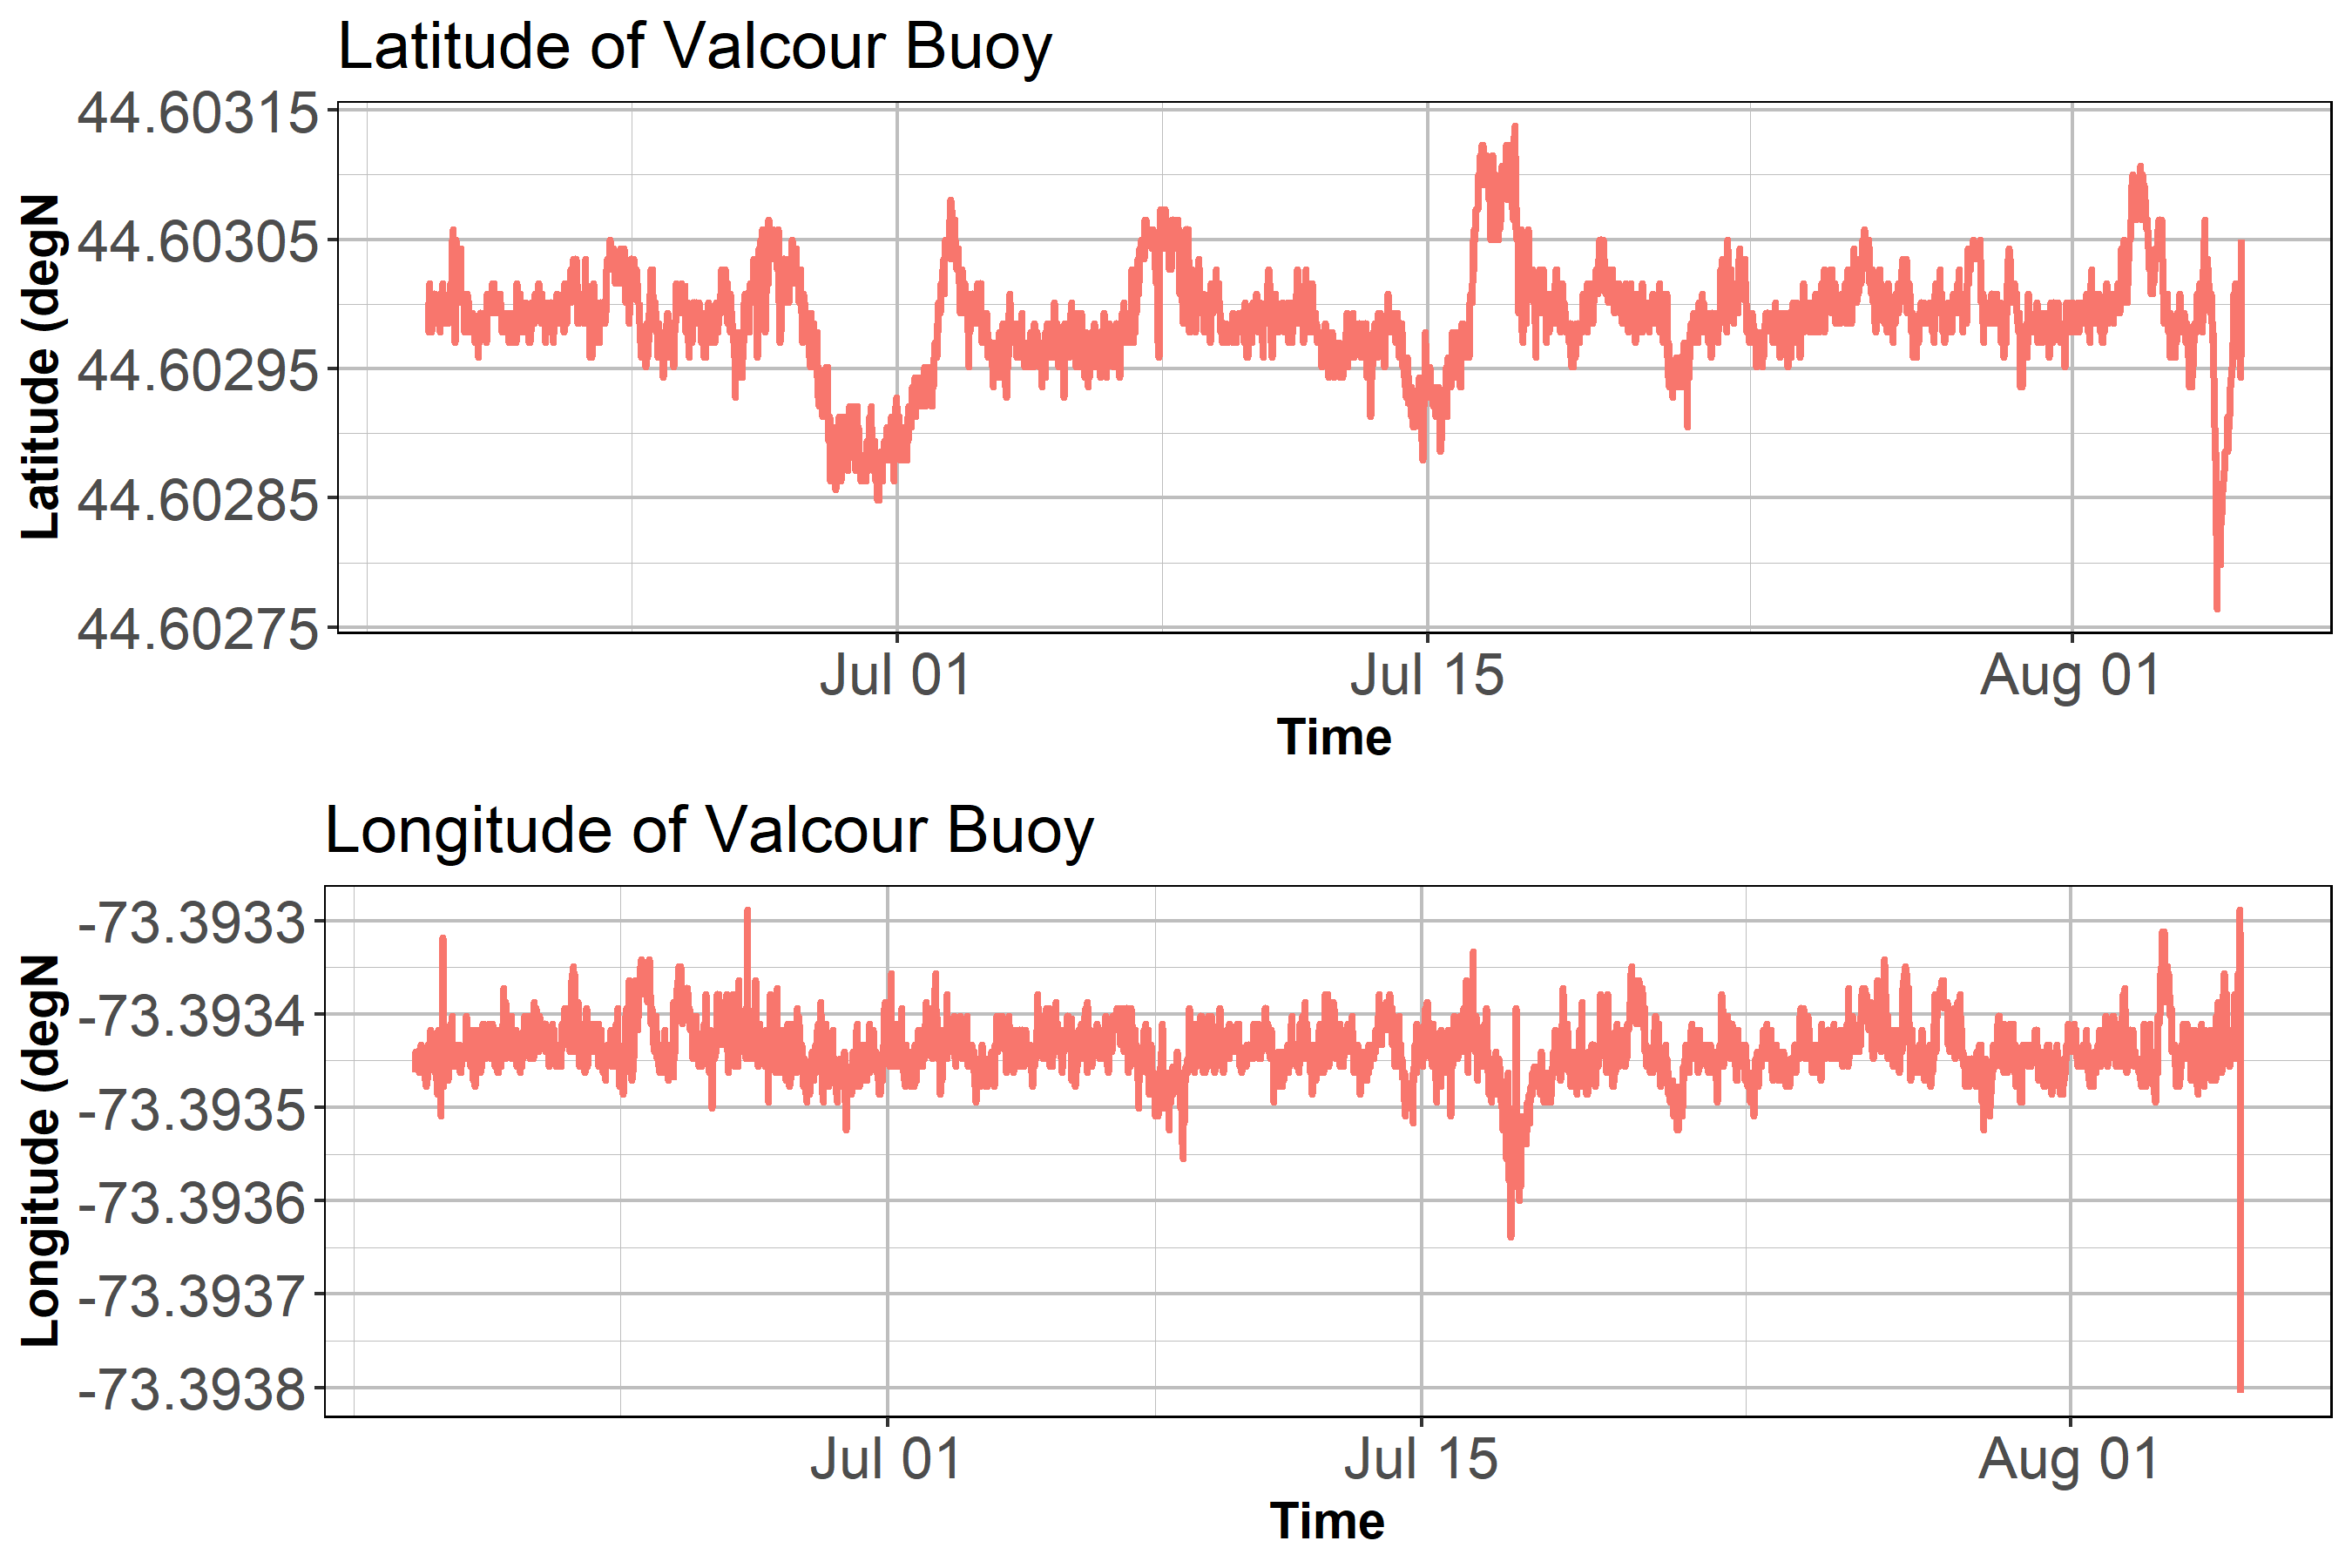 Latitude of Valcour Buoy
44.60315
44.60305
44.60295
44.60285
44.60275
Latitude (degN
Jul 01
Jul 15
Aug 01
Time
Longitude of Valcour Buoy
-73.3933
-73.3934
-73.3935
-73.3936
-73.3937
-73.3938
Longitude (degN
Jul 01
Jul 15
Aug 01
Time